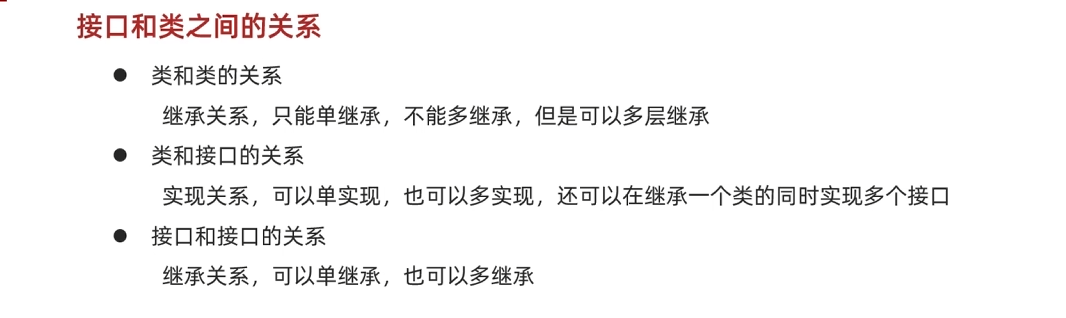 接口和类之间的关系
● 类和类的关系
继承关系，只能单继承，不能多继承，但是可以多层继承
● 类和接口的关系
实现关系，可以单实现，也可以多实现，还可以在继承一个类的同时实现多个接口
● 接口和接口的关系
继承关系，可以单继承，也可以多继承